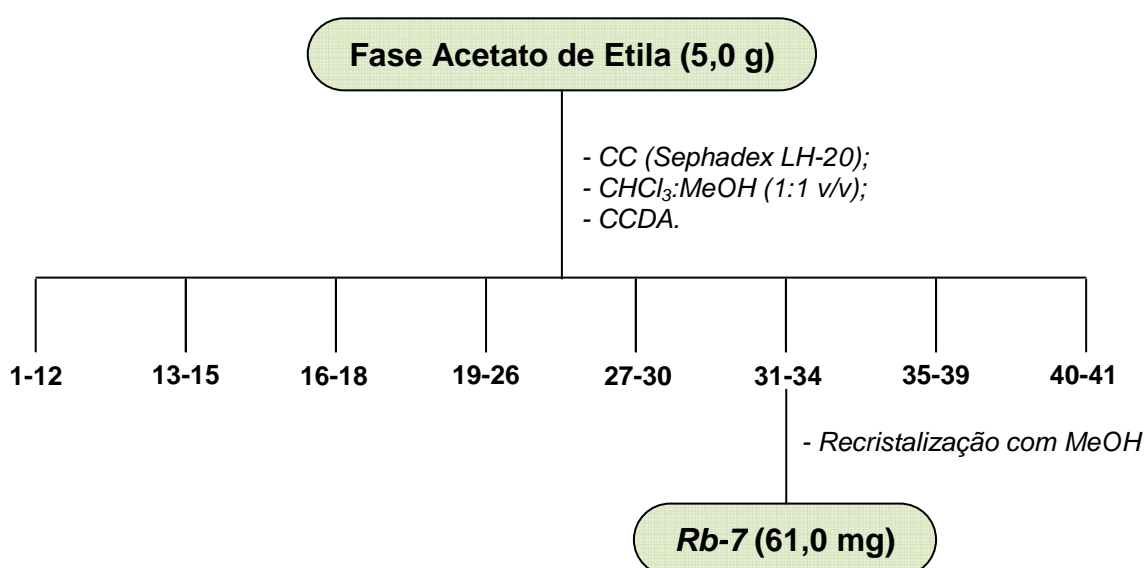 Fase Acetato de Etila (5,0 g)
- CC (Sephadex LH-20);
- CHCl₃:MeOH (1:1 v/v);
- CCDA.
1-12 13-15 16-18 19-26 27-30 31-34 35-39 40-41
- Recristalização com MeOH
Rb-7 (61,0 mg)